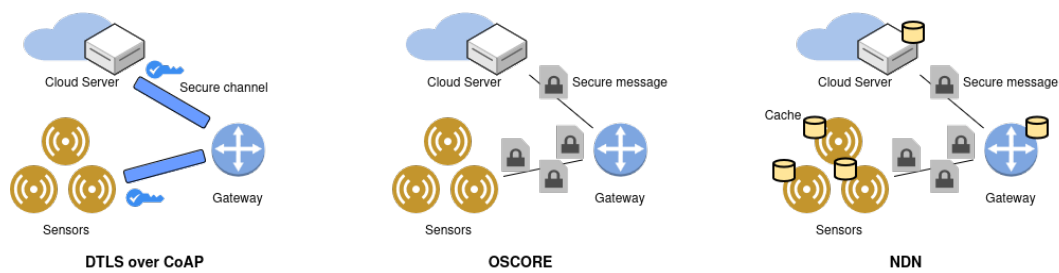 Cloud Server
Secure channel
Sensors
Gateway
DTLS over CoAP
Cloud Server
Secure message
Sensors
Gateway
OSCORE
Cloud Server
Secure message
Cache
Sensors
Gateway
NDN